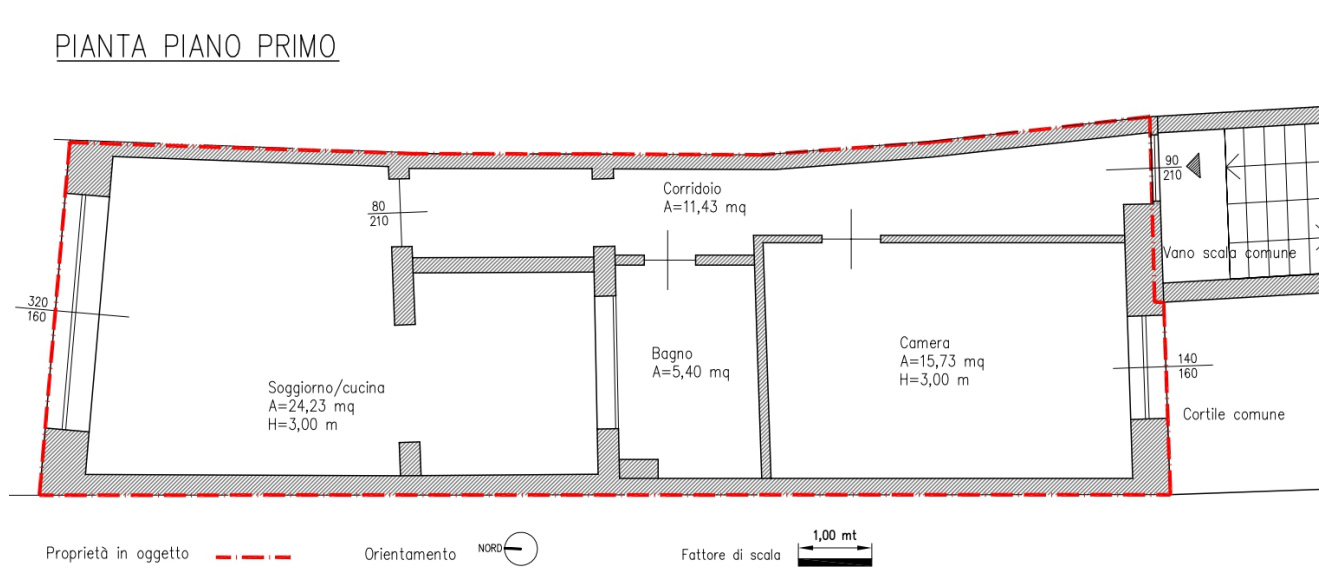 PIANTA PIANO PRIMO
90
210
Corridoio
A=11,43 mq
80
210
Vano scala comune
320
160
Bagno
A=5,40 mq
Camera
A=15,73 mq
H=3,00 m
140
160
Soggiorno/cucina
A=24,23 mq
H=3,00 m
Cortile comune
Proprietà in oggetto
Orientamento
NORD
Fattore di scala
1,00 mt